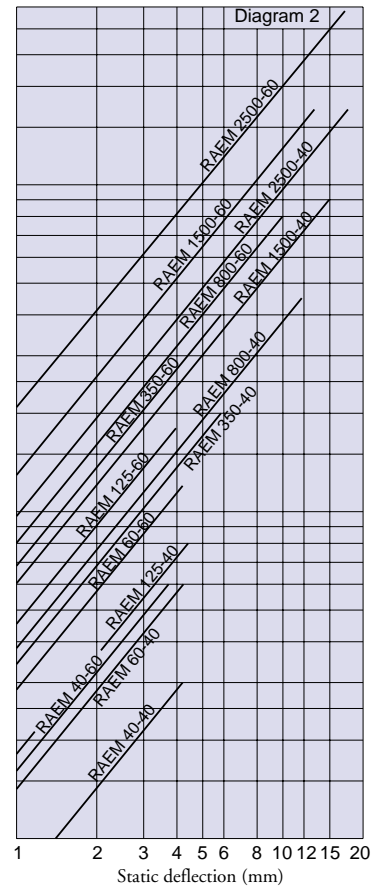 Diagram 2
RAEM 2500-60
RAEM 1500-60
RAEM 2500-40
RAEM 800-60
RAEM 1500-40
RAEM 350-60
RAEM 800-40
RAEM 350-40
RAEM 125-60
RAEM 60-60
RAEM 125-40
RAEM 40-60
RAEM 60-40
RAEM 40-40
1 2 3 4 5 6 8 10 12 15 20
Static deflection (mm)